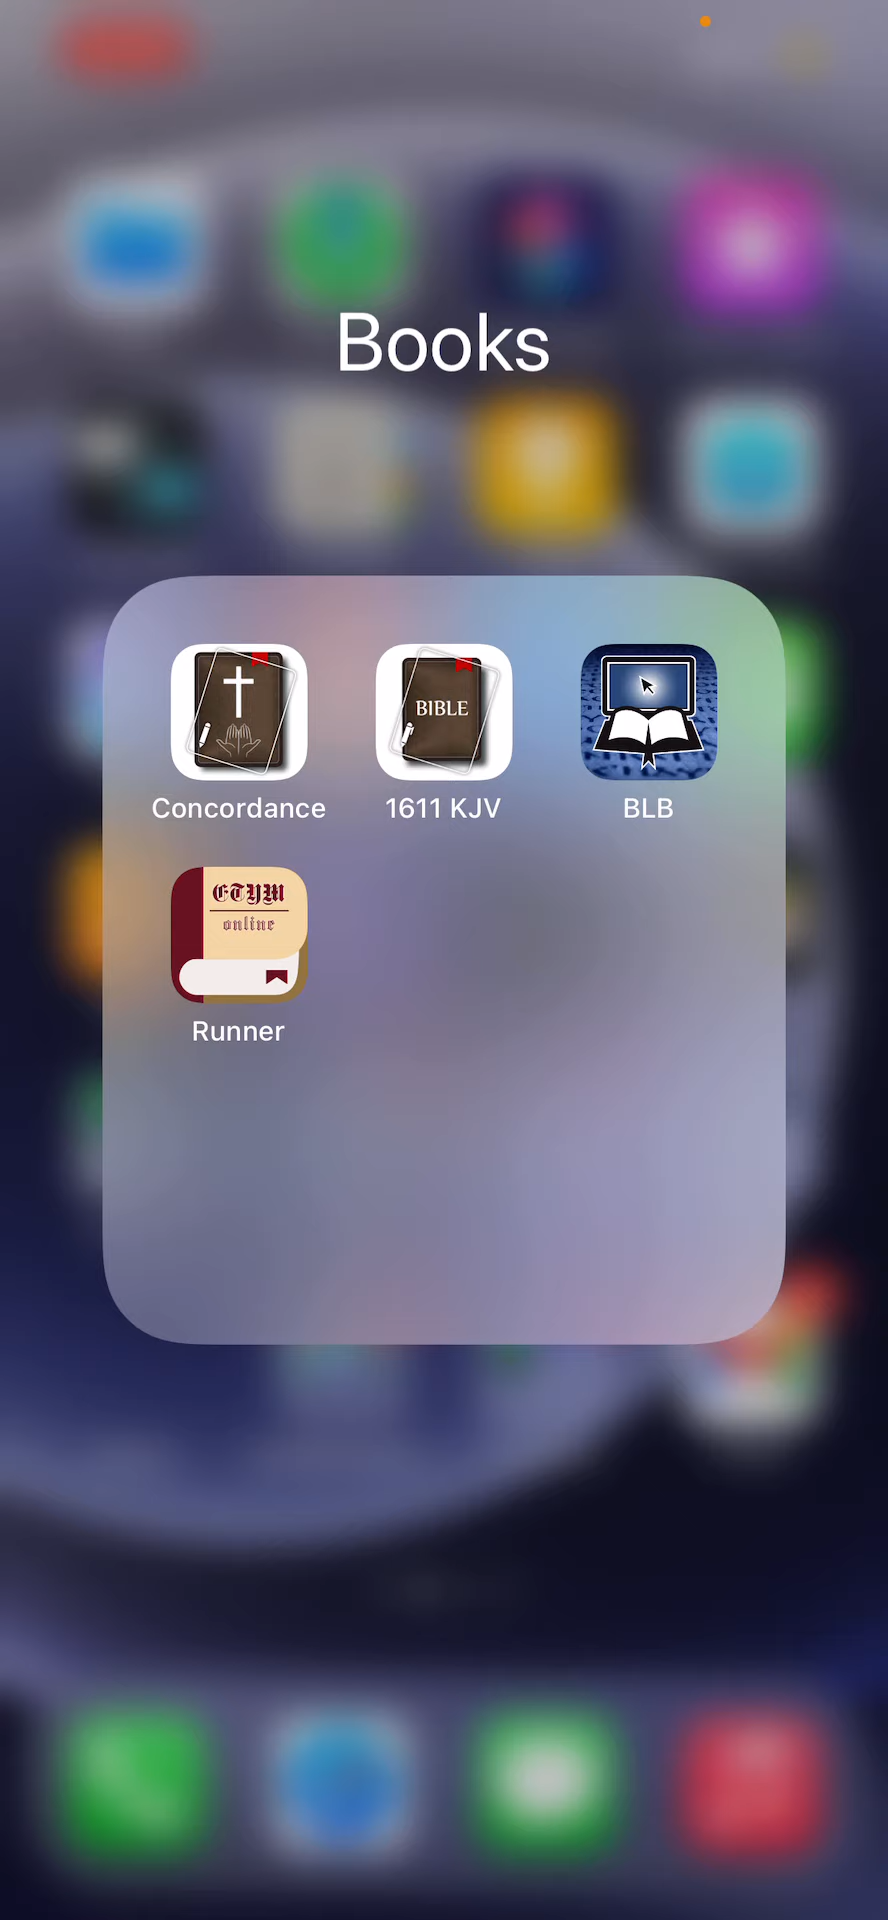 Books
BIBLE
Concordance
1611 KJV
BLB
ETYM
online
Runner